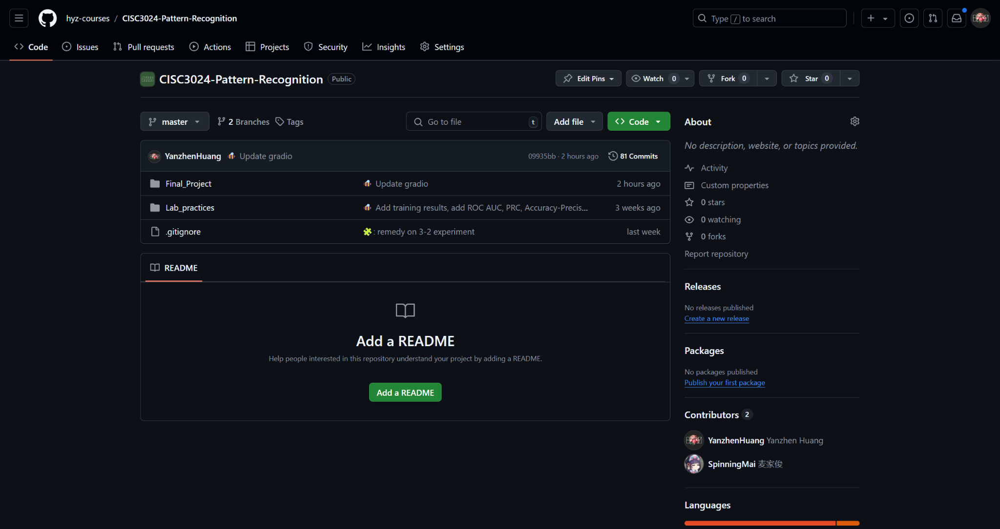 hyz-courses / CISC3024-Pattern-Recognition
Type / to search
Code Issues Pull requests Actions Projects Security Insights Settings
CISC3024-Pattern-Recognition Public
Edit Pins Watch 0 Fork 0 Star 0
master 2 Branches Tags
Go to file t
Add file
Code
YanzhenHuang Update gradio 09935bb · 2 hours ago 81 Commits
Final_Project Update gradio 2 hours ago
Lab_practices Add training results, add ROC AUC, PRC, Accuracy-Precis... 3 weeks ago
.gitignore : remedy on 3-2 experiment last week
README
Add a README
Help people interested in this repository understand your project by adding a README.
Add a README
About
No description, website, or topics provided.
Activity
Custom properties
0 stars
0 watching
0 forks
Report repository
Releases
No releases published
Create a new release
Packages
No packages published
Publish your first package
Contributors 2
YanzhenHuang Yanzhen Huang
SpinningMai 麦家俊
Languages